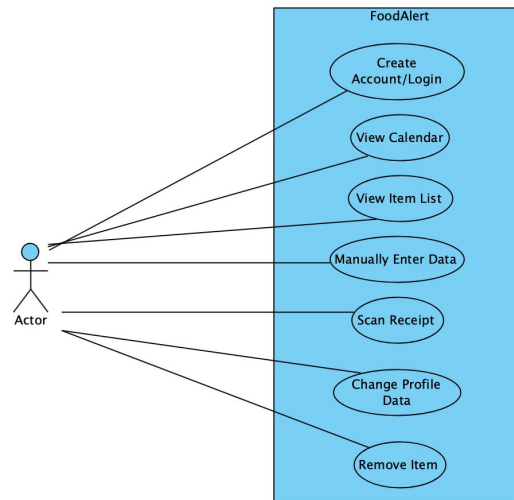 FoodAlert
Create
Account/Login
View Calendar
View Item List
Manually Enter Data
Actor
Scan Receipt
Change Profile
Data
Remove Item